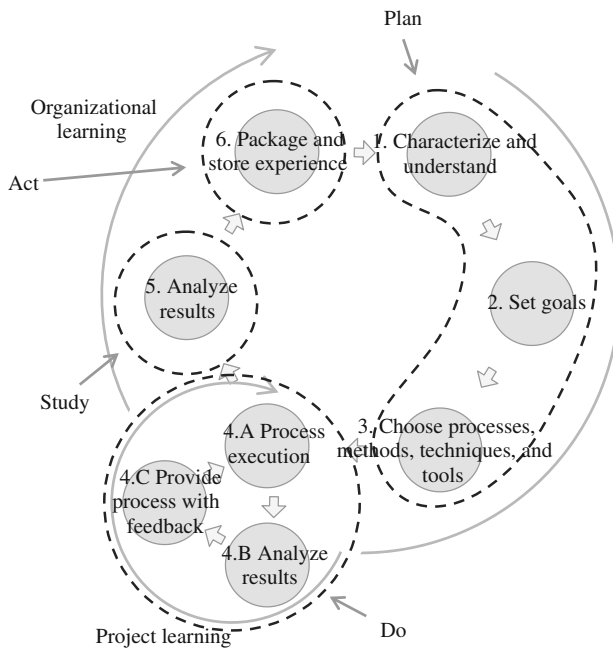 Plan
Organizational
learning
6. Package and
store experience
1. Characterize and
understand
Act
5. Analyze
results
2. Set goals
Study
3. Choose processes,
methods, techniques, and
tools
4.A Process
execution
4.C Provide
process with
feedback
4.B Analyze
results
Project learning
Do